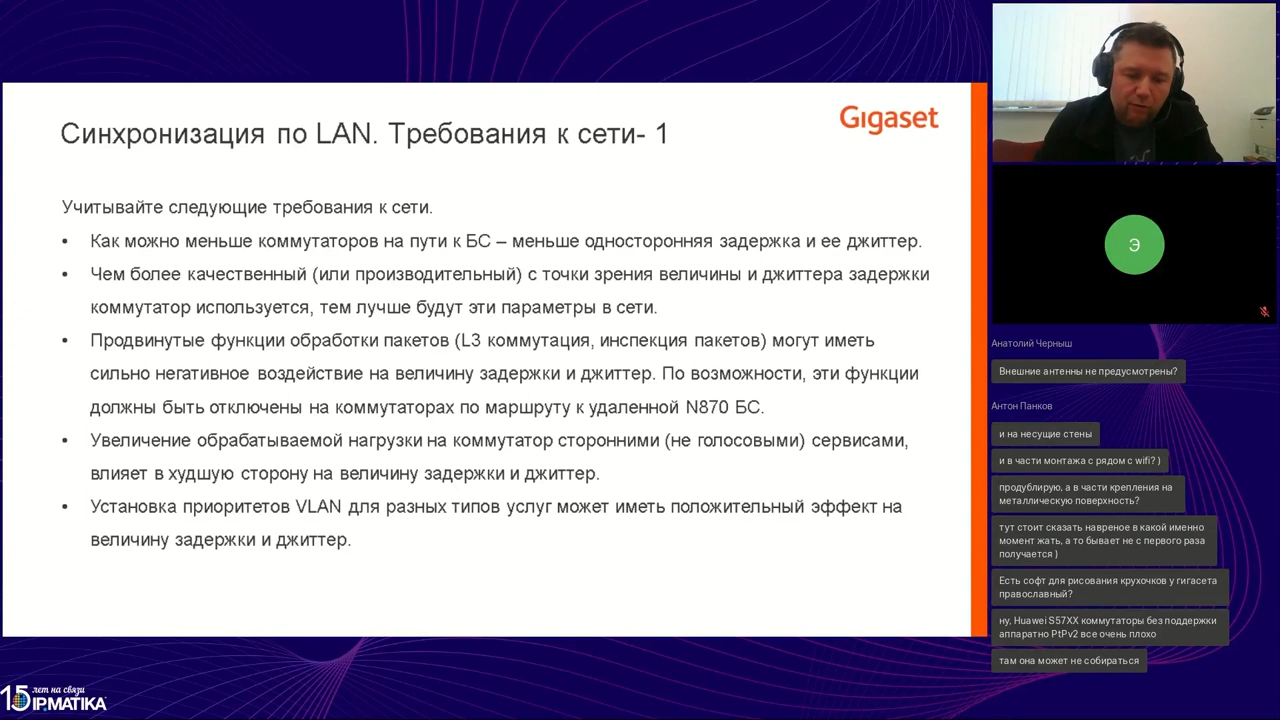 Gigaset
Синхронизация по LAN. Требования к сети- 1
Учитывайте следующие требования к сети.
• Как можно меньше коммутаторов на пути к БС – меньше односторонняя задержка и ее джиттер.
• Чем более качественный (или производительный) с точки зрения величины и джиттера задержки
коммутатор используется, тем лучше будут эти параметры в сети.
• Продвинутые функции обработки пакетов (L3 коммутация, инспекция пакетов) могут иметь
сильно негативное воздействие на величину задержки и джиттер. По возможности, эти функции
должны быть отключены на коммутаторах по маршруту к удаленной N870 БС.
• Увеличение обрабатываемой нагрузки на коммутатор сторонними (не голосовыми) сервисами,
влияет в худшую сторону на величину задержки и джиттер.
• Установка приоритетов VLAN для разных типов услуг может иметь положительный эффект на
величину задержки и джиттер.
Э
Анатолий Черныш
Внешние антенны не предусмотрены?
Антон Панков
и на несущие стены
и в части монтажа с рядом с wifi? )
продублирую, а в части крепления на
металлическую поверхность?
тут стоит сказать навреное в какой именно
момент жать, а то бывает не с первого раза
получается )
Есть софт для рисования крухочков у гигасета
православный?
ну, Huawei S57XX коммутаторы без поддержки
аппаратно PtPv2 все очень плохо
там она может не собираться
15 лет на связи
IPMATIKA